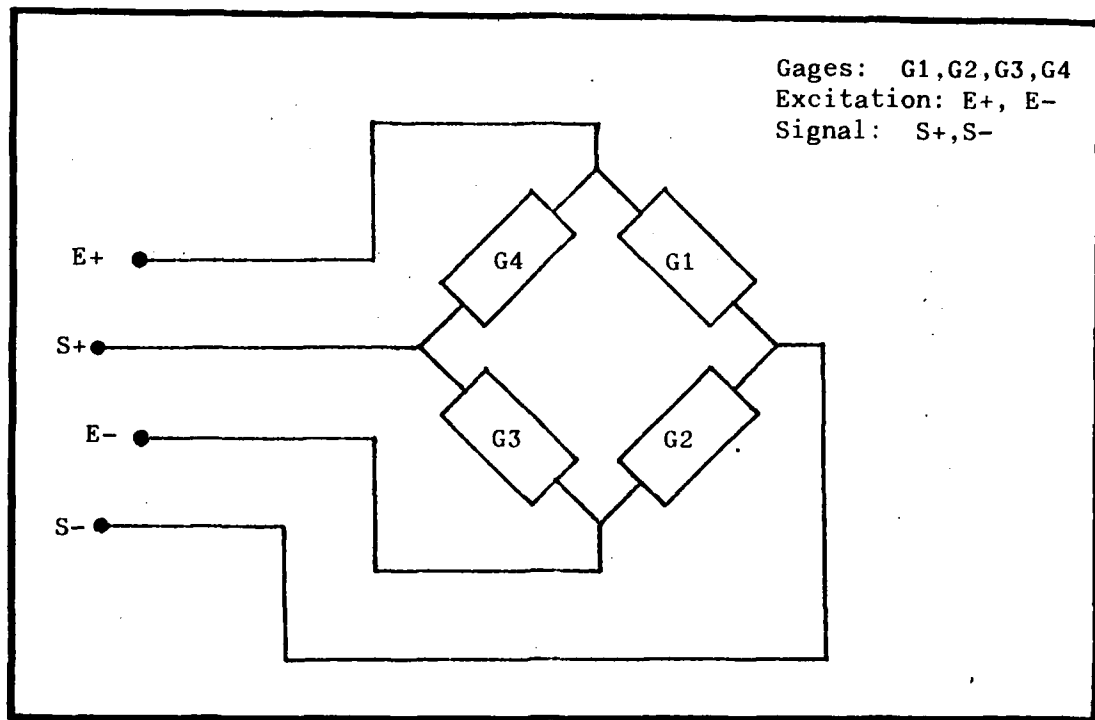 Gages: G1,G2,G3,G4
Excitation: E+, E-
Signal: S+,S-
E+
G4
G1
S+
E-
G3
G2
S-